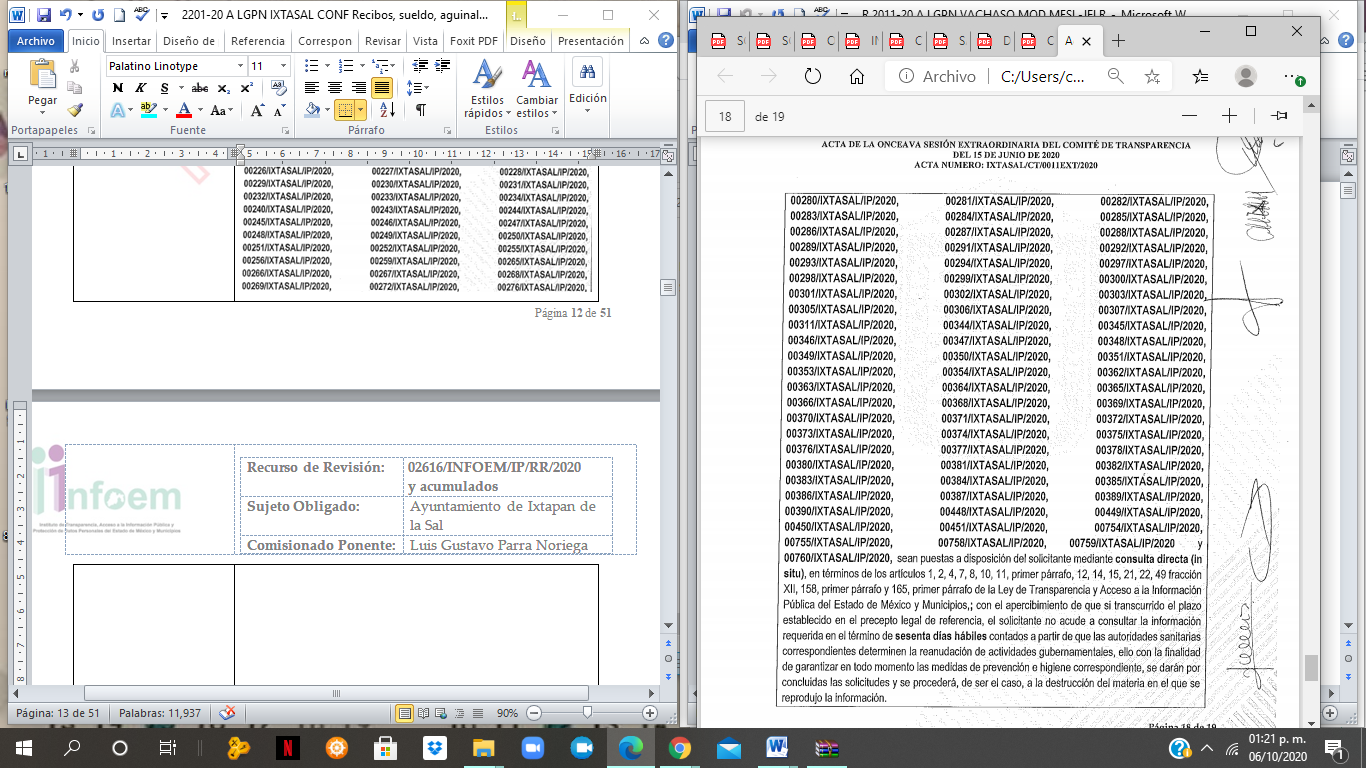 2201-20 A LGPN IXTASAL CONF Recibos, sueldo, aguinal...
Archivo Inicio Insertar Diseño de Referencia Correspon Revisar Vista Foxit PDF Diseño Presentación
Palatino Linotype 11
Pegar
Estilos rápidos Cambiar estilos Edición
Portapapeles Fuente Párrafo Estilos
00226/IXTASAL/IP/2020, 00227/IXTASAL/IP/2020, 00228/IXTASAL/IP/2020,
00229/IXTASAL/IP/2020, 00230/IXTASAL/IP/2020, 00231/IXTASAL/IP/2020,
00232/IXTASAL/IP/2020, 00233/IXTASAL/IP/2020, 00234/IXTASAL/IP/2020,
00240/IXTASAL/IP/2020, 00243/IXTASAL/IP/2020, 00244/IXTASAL/IP/2020,
00245/IXTASAL/IP/2020, 00246/IXTASAL/IP/2020, 00247/IXTASAL/IP/2020,
00248/IXTASAL/IP/2020, 00249/IXTASAL/IP/2020, 00250/IXTASAL/IP/2020,
00251/IXTASAL/IP/2020, 00252/IXTASAL/IP/2020, 00255/IXTASAL/IP/2020,
00256/IXTASAL/IP/2020, 00259/IXTASAL/IP/2020, 00265/IXTASAL/IP/2020,
00266/IXTASAL/IP/2020, 00267/IXTASAL/IP/2020, 00268/IXTASAL/IP/2020,
00269/IXTASAL/IP/2020, 00272/IXTASAL/IP/2020, 00276/IXTASAL/IP/2020,
Página 12 de 51
infoem
Instituto de Transparencia, Acceso a la Información Pública y
Protección de Datos Personales del Estado de México y Municipios
Recurso de Revisión: 02616/INFOEM/IP/RR/2020
y acumulados
Sujeto Obligado: Ayuntamiento de Ixtapan de
la Sal
Comisionado Ponente: Luis Gustavo Parra Noriega
Página: 13 de 51 Palabras: 11,937 90%
R 2011-20 A LGPN VACHASO MOD MESL-JELR - Microsoft W
Archivo C:/Users/c...
18 de 19
ACTA DE LA ONCEAVA SESIÓN EXTRAORDINARIA DEL COMITÉ DE TRANSPARENCIA
DEL 15 DE JUNIO DE 2020
ACTA NUMERO: IXTASAL/CT/0011EXT/2020
00280/IXTASAL/IP/2020, 00281/IXTASAL/IP/2020, 00282/IXTASAL/IP/2020,
00283/IXTASAL/IP/2020, 00284/IXTASAL/IP/2020, 00285/IXTASAL/IP/2020,
00286/IXTASAL/IP/2020, 00287/IXTASAL/IP/2020, 00288/IXTASAL/IP/2020,
00289/IXTASAL/IP/2020, 00291/IXTASAL/IP/2020, 00292/IXTASAL/IP/2020,
00293/IXTASAL/IP/2020, 00294/IXTASAL/IP/2020, 00297/IXTASAL/IP/2020,
00298/IXTASAL/IP/2020, 00299/IXTASAL/IP/2020, 00300/IXTASAL/IP/2020,
00301/IXTASAL/IP/2020, 00302/IXTASAL/IP/2020, 00303/IXTASAL/IP/2020,
00305/IXTASAL/IP/2020, 00306/IXTASAL/IP/2020, 00307/IXTASAL/IP/2020,
00311/IXTASAL/IP/2020, 00344/IXTASAL/IP/2020, 00345/IXTASAL/IP/2020,
00346/IXTASAL/IP/2020, 00347/IXTASAL/IP/2020, 00348/IXTASAL/IP/2020,
00349/IXTASAL/IP/2020, 00350/IXTASAL/IP/2020, 00351/IXTASAL/IP/2020,
00353/IXTASAL/IP/2020, 00354/IXTASAL/IP/2020, 00362/IXTASAL/IP/2020,
00363/IXTASAL/IP/2020, 00364/IXTASAL/IP/2020, 00365/IXTASAL/IP/2020,
00366/IXTASAL/IP/2020, 00368/IXTASAL/IP/2020, 00369/IXTASAL/IP/2020,
00370/IXTASAL/IP/2020, 00371/IXTASAL/IP/2020, 00372/IXTASAL/IP/2020,
00373/IXTASAL/IP/2020, 00374/IXTASAL/IP/2020, 00375/IXTASAL/IP/2020,
00376/IXTASAL/IP/2020, 00377/IXTASAL/IP/2020, 00378/IXTASAL/IP/2020,
00380/IXTASAL/IP/2020, 00381/IXTASAL/IP/2020, 00382/IXTASAL/IP/2020,
00383/IXTASAL/IP/2020, 00384/IXTASAL/IP/2020, 00385/IXTASAL/IP/2020,
00386/IXTASAL/IP/2020, 00387/IXTASAL/IP/2020, 00389/IXTASAL/IP/2020,
00390/IXTASAL/IP/2020, 00448/IXTASAL/IP/2020, 00449/IXTASAL/IP/2020,
00450/IXTASAL/IP/2020, 00451/IXTASAL/IP/2020, 00754/IXTASAL/IP/2020,
00755/IXTASAL/IP/2020, 00758/IXTASAL/IP/2020, 00759/IXTASAL/IP/2020 y
00760/IXTASAL/IP/2020, sean puestas a disposición del solicitante mediante consulta directa (in
situ), en términos de los artículos 1, 2, 4, 7, 8, 10, 11, primer párrafo, 12, 14, 15, 21, 22, 49 fracción
XII, 158, primer párrafo y 165, primer párrafo de la Ley de Transparencia y Acceso a la Información
Pública del Estado de México y Municipios,; con el apercibimiento de que si transcurrido el plazo
establecido en el precepto legal de referencia, el solicitante no acude a consultar la información
requerida en el término de sesenta días hábiles contados a partir de que las autoridades sanitarias
correspondientes determinen la reanudación de actividades gubernamentales, ello con la finalidad
de garantizar en todo momento las medidas de prevención e higiene correspondiente, se darán por
concluidas las solicitudes y se procederá, de ser el caso, a la destrucción del materia en el que se
reprodujo la información.
Página 18 de 19
01:21 p. m.
06/10/2020